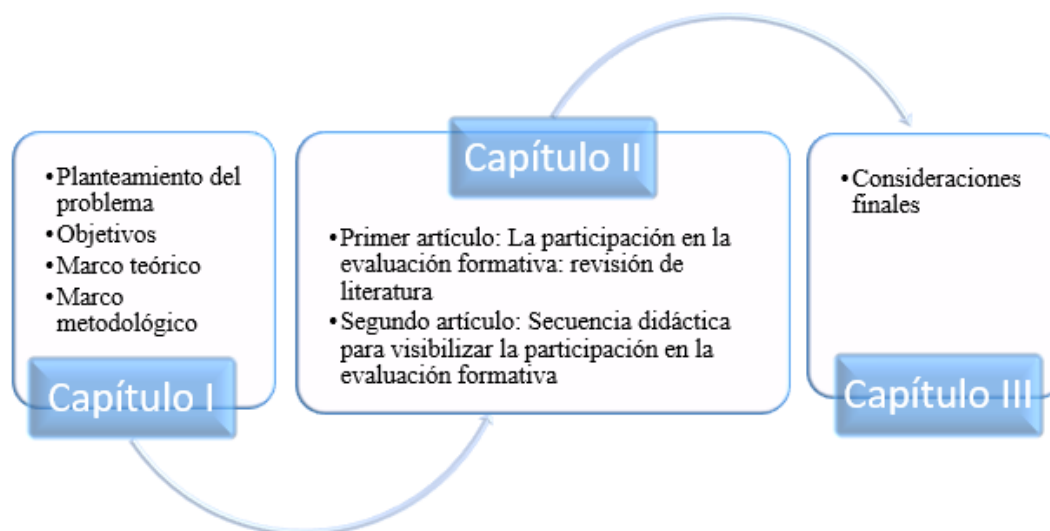 •Planteamiento del
problema
•Objetivos
•Marco teórico
•Marco
metodológico
Capítulo I
Capítulo II
•Primer artículo: La participación en la
evaluación formativa: revisión de
literatura
•Segundo artículo: Secuencia didáctica
para visibilizar la participación en la
evaluación formativa
•Consideraciones
finales
Capítulo III